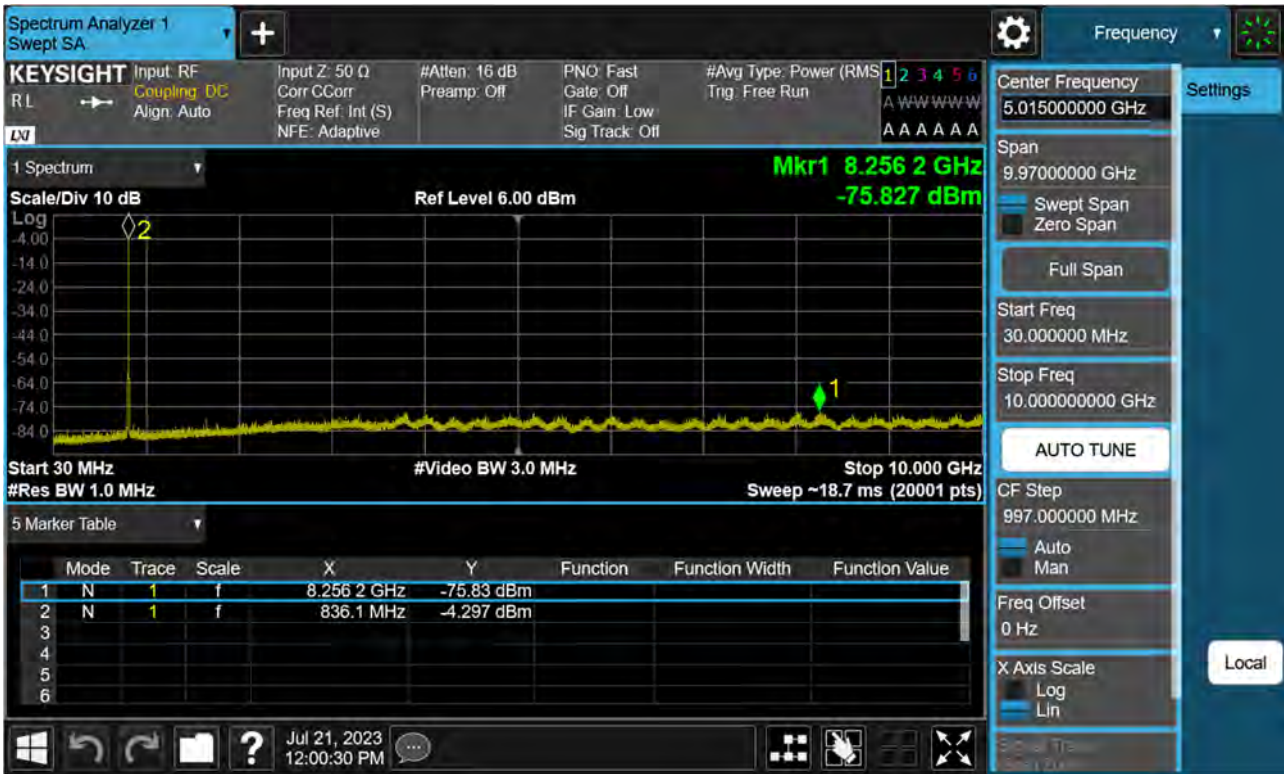 Spectrum Analyzer 1
Swept SA
+
Frequency
KEYSIGHT
RL
LXI
Input: RF
Coupling: DC
Align: Auto
Input Z: 50 Ω
Corr CCorr
Freq Ref: Int (S)
NFE: Adaptive
#Atten: 16 dB
Preamp: Off
PNO: Fast
Gate: Off
IF Gain: Low
Sig Track: Off
#Avg Type: Power (RMS
Trig: Free Run
1 2 3 4 5 6
A W W W W W
A A A A A A
1 Spectrum
Mkr1 8.256 2 GHz
Scale/Div 10 dB
Ref Level 6.00 dBm
-75.827 dBm
Log
2
-4.00
-14.0
-24.0
-34.0
-44.0
-54.0
-64.0
1
-74.0
-84.0
Start 30 MHz
#Video BW 3.0 MHz
Stop 10.000 GHz
#Res BW 1.0 MHz
Sweep ~18.7 ms (20001 pts)
5 Marker Table
Mode Trace Scale X Y Function Function Width Function Value
1 N 1 f 8.256 2 GHz -75.83 dBm
2 N 1 f 836.1 MHz -4.297 dBm
3
4
5
6
?
Jul 21, 2023
12:00:30 PM
Center Frequency
5.015000000 GHz
Span
9.97000000 GHz
Swept Span
Zero Span
Full Span
Start Freq
30.000000 MHz
Stop Freq
10.000000000 GHz
AUTO TUNE
CF Step
997.000000 MHz
Auto
Man
Freq Offset
0 Hz
X Axis Scale
Log
Lin
Settings
Local